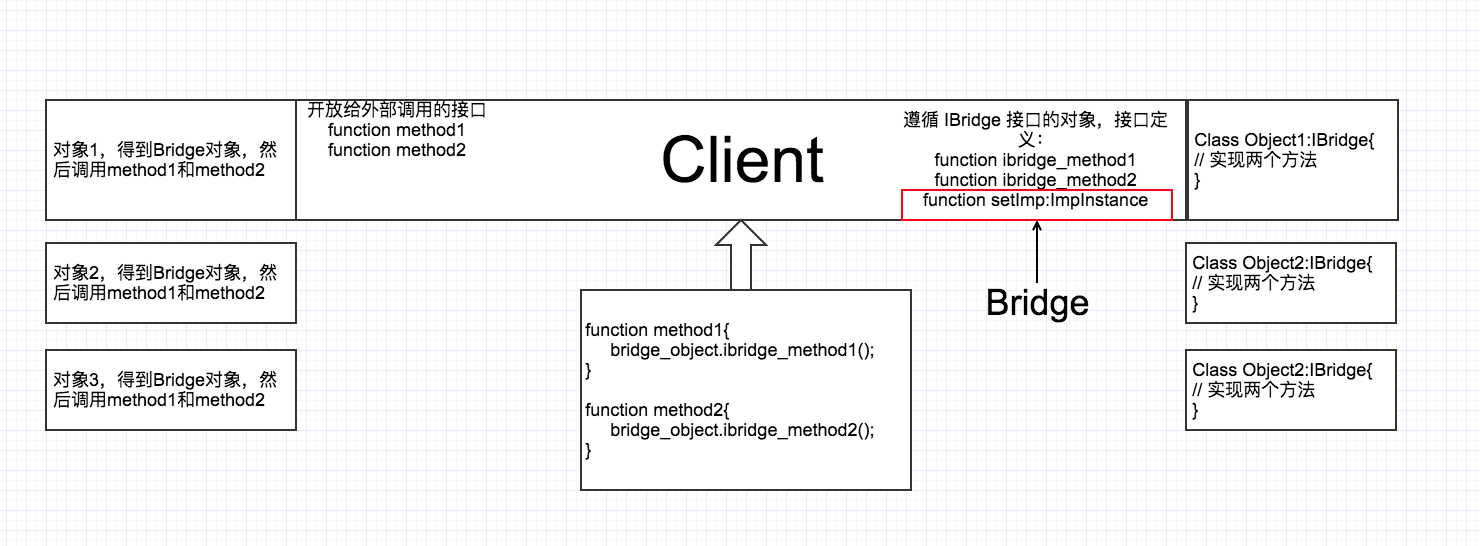 对象1，得到Bridge对象，然
后调用method1和method2
开放给外部调用的接口
function method1
function method2
Client
遵循 IBridge 接口的对象，接口定
义：
function ibridge_method1
function ibridge_method2
function setImp:ImpInstance
Class Object1:IBridge{
// 实现两个方法
}
对象2，得到Bridge对象，然
后调用method1和method2
Bridge
Class Object2:IBridge{
// 实现两个方法
}
function method1{
bridge_object.ibridge_method1();
}
function method2{
bridge_object.ibridge_method2();
}
对象3，得到Bridge对象，然
后调用method1和method2
Class Object2:IBridge{
// 实现两个方法
}